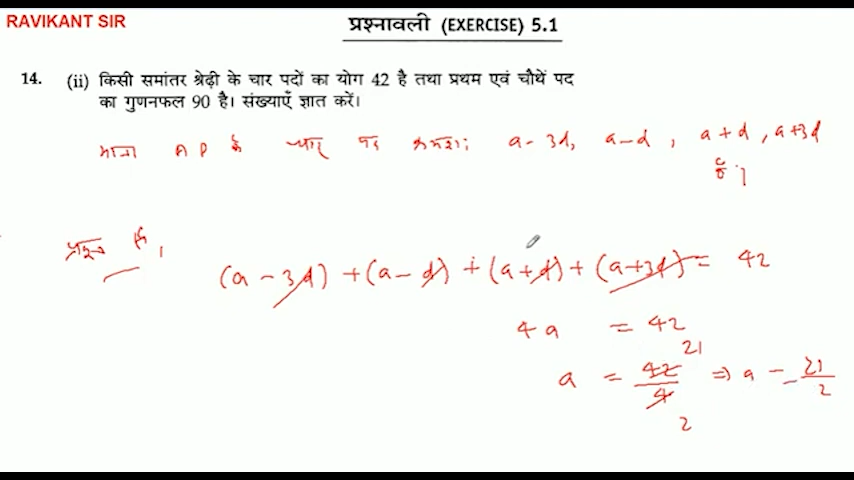 RAVIKANT SIR
प्रश्नावली (EXERCISE) 5.1
14. (ii) किसी समांतर श्रेढ़ी के चार पदों का योग 42 है तथा प्रथम एवं चौथें पद
का गुणनफल 90 है। संख्याएँ ज्ञात करें।
माना A P के चार पद क्रमशः a - 3d, a - d, a + d, a + 3d
है।
प्रश्न से,
(a - 3d) + (a - d) + (a + d) + (a + 3d) = 42
4a = 42
21
a = 42/4 ⇒ a = 21/2
2